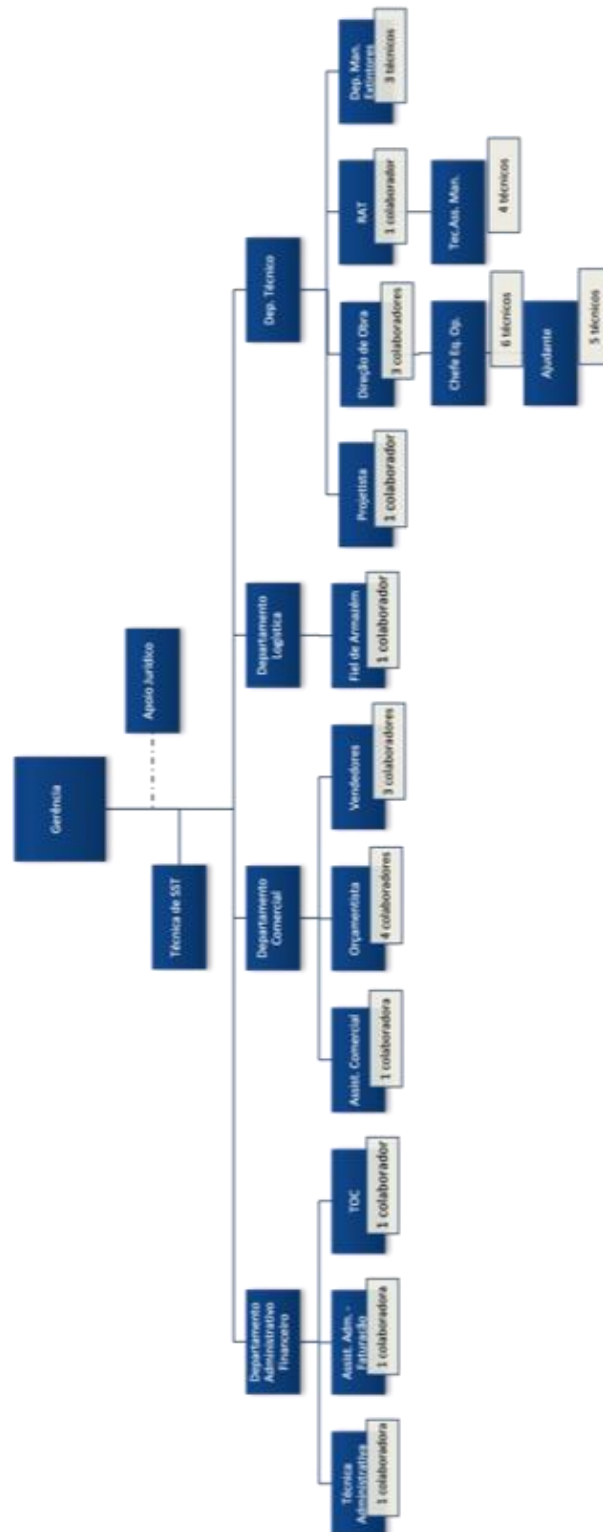 Gerência
Apoio Jurídico
Técnica de SST
Departamento
Administrativo
Financeiro
Departamento
Comercial
Departamento
Logística
Dep. Técnico
Técnica
Administrativa
1 colaboradora
Assist. Adm. -
Faturação
1 colaboradora
TOC
1 colaborador
Assist. Comercial
1 colaboradora
Orçamentista
4 colaboradores
Vendedores
3 colaboradores
Fiel de Armazém
1 colaborador
Projetista
1 colaborador
Direção de Obra
3 colaboradores
RAT
1 colaborador
Dep. Man.
Extintores
3 técnicos
Chefe Eq. Op.
6 técnicos
Tec.Ass. Man.
4 técnicos
Ajudante
5 técnicos